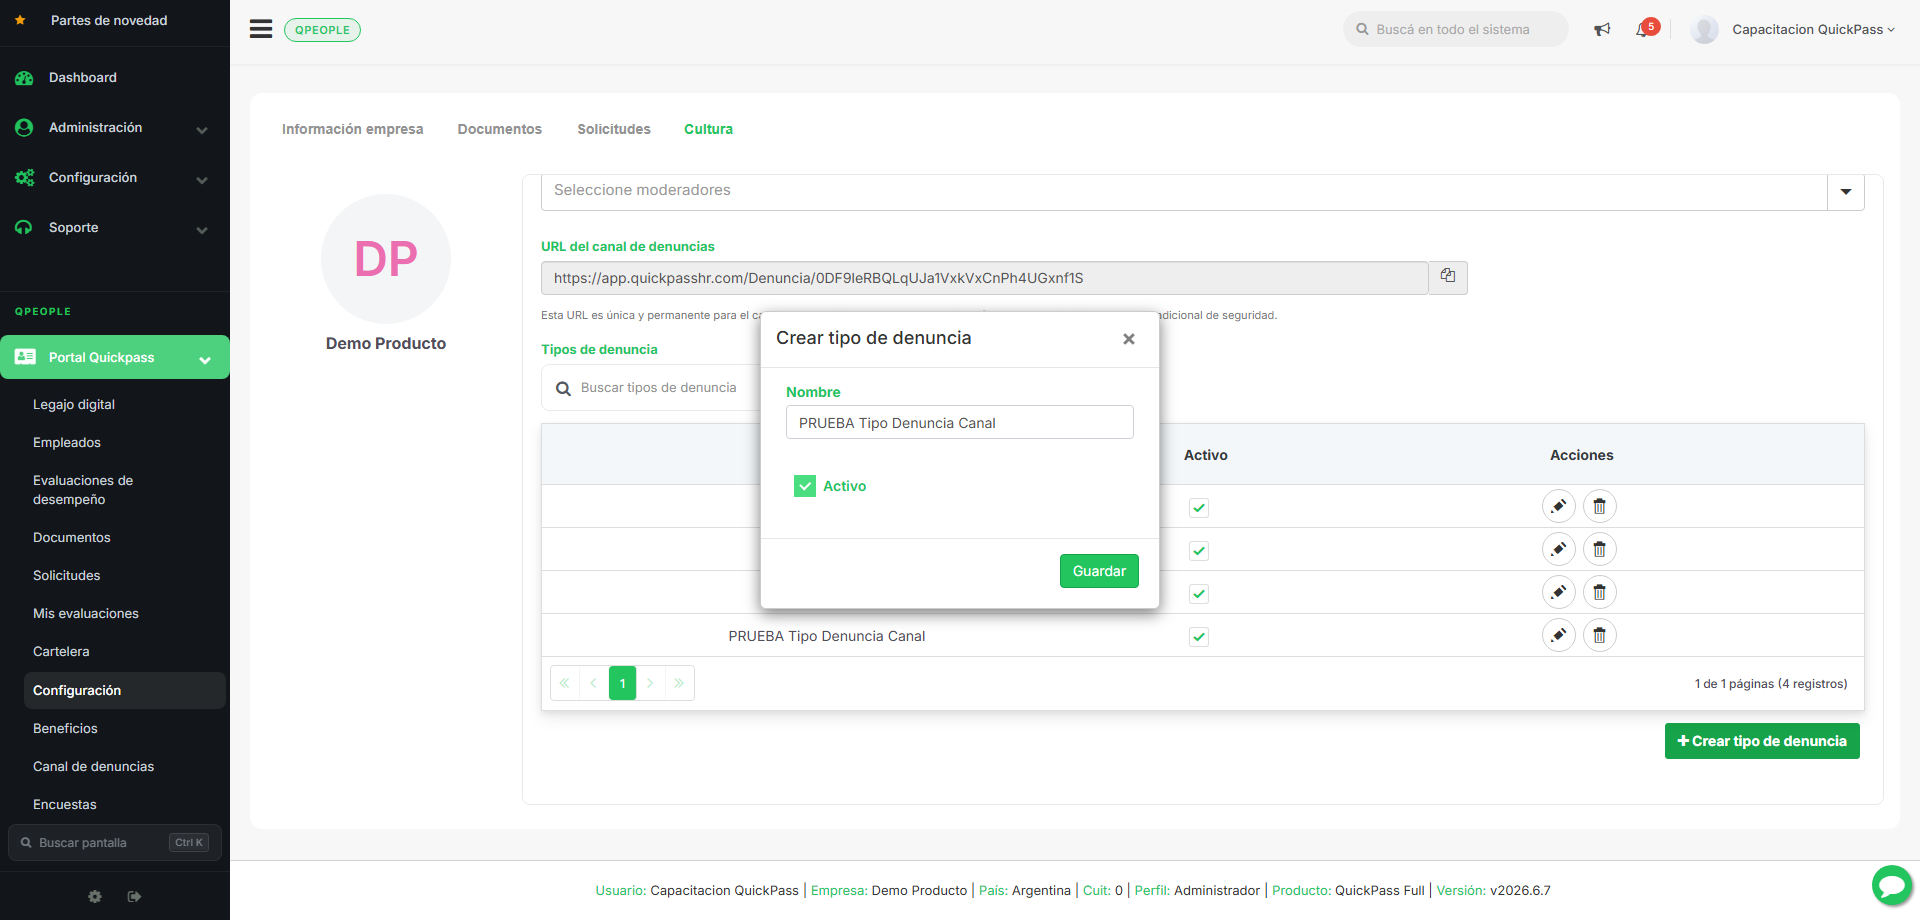 Partes de novedad
Dashboard
Administración
Configuración
Soporte
QPEOPLE
Portal Quickpass
Legajo digital
Empleados
Evaluaciones de
desempeño
Documentos
Solicitudes
Mis evaluaciones
Cartelera
Configuración
Beneficios
Canal de denuncias
Encuestas
Buscar pantalla Ctrl K
QPEOPLE
Buscá en todo el sistema
5
Capacitacion QuickPass
Información empresa Documentos Solicitudes Cultura
DP
Demo Producto
Seleccione moderadores
URL del canal de denuncias
https://app.quickpasshr.com/Denuncia/0DF9IeRBQLqUJa1VxkVxCnPh4UGxnf1S
Esta URL es única y permanente para el ca
dicional de seguridad.
Tipos de denuncia
Buscar tipos de denuncia
Crear tipo de denuncia
Nombre
PRUEBA Tipo Denuncia Canal
Activo
Guardar
Activo Acciones
PRUEBA Tipo Denuncia Canal
1
1 de 1 páginas (4 registros)
Crear tipo de denuncia
Usuario: Capacitacion QuickPass | Empresa: Demo Producto | País: Argentina | Cuit: 0 | Perfil: Administrador | Producto: QuickPass Full | Versión: v2026.6.7